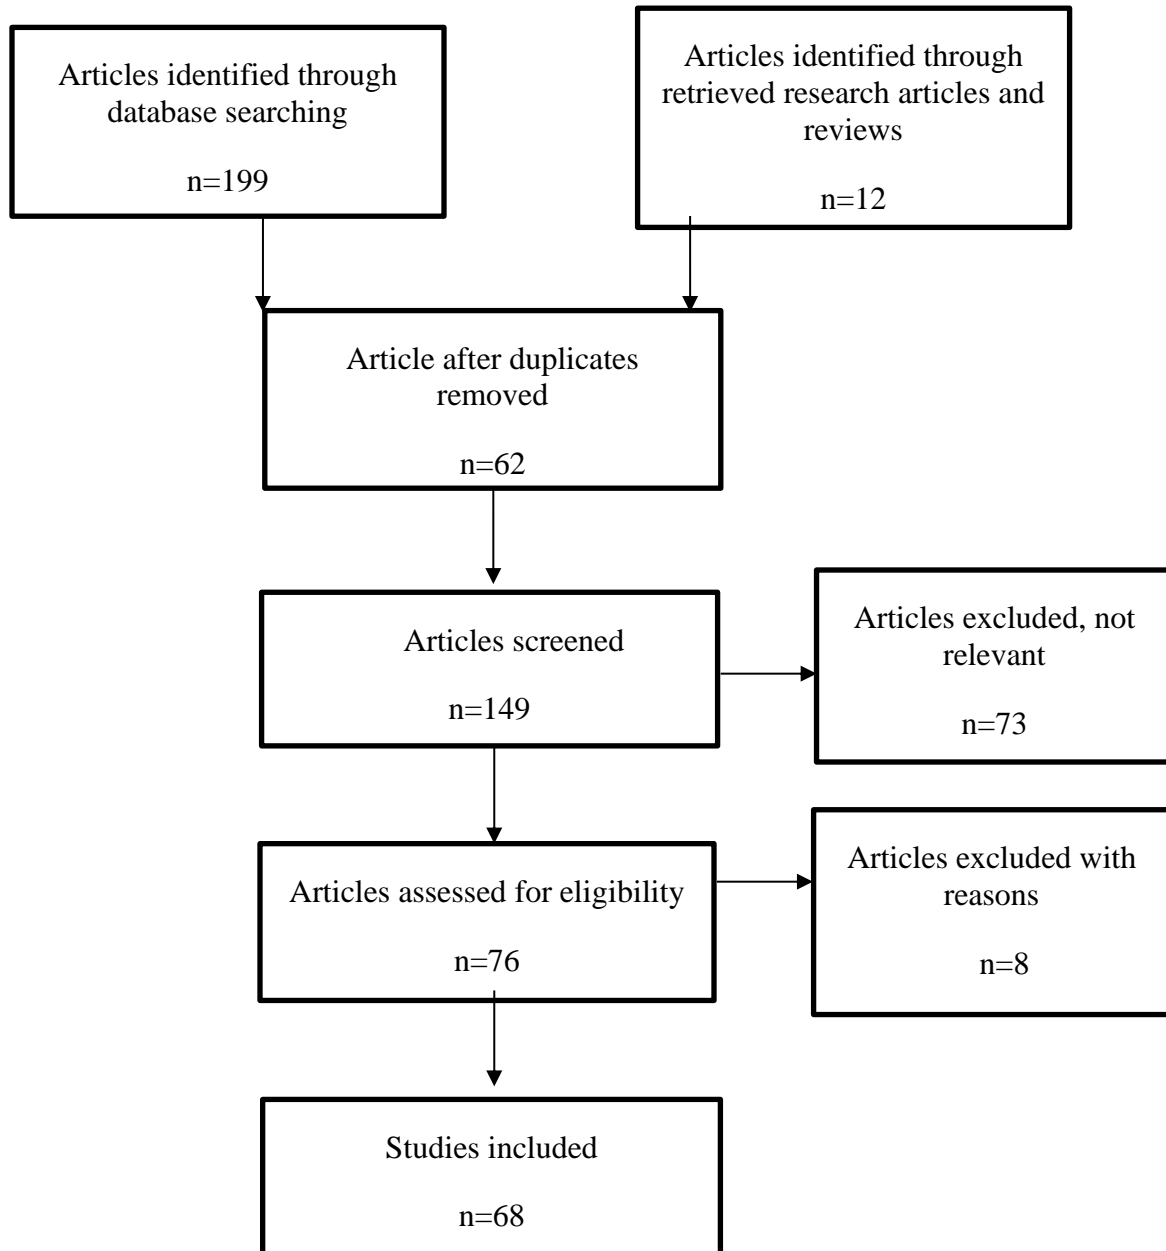 Articles identified through
database searching
n=199
Articles identified through
retrieved research articles and
reviews
n=12
Article after duplicates
removed
n=62
Articles screened
n=149
Articles excluded, not
relevant
n=73
Articles assessed for eligibility
n=76
Articles excluded with
reasons
n=8
Studies included
n=68